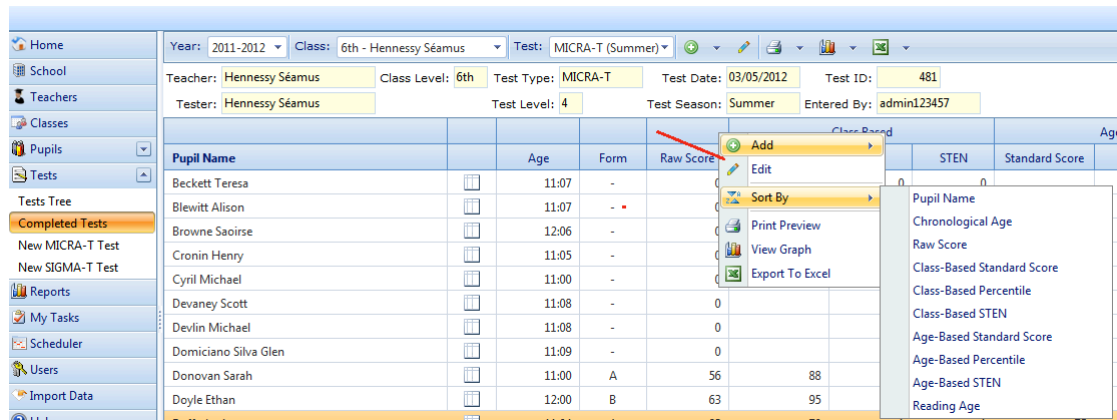 Home
School
Teachers
Classes
Pupils
Tests
Tests Tree
Completed Tests
New MICRA-T Test
New SIGMA-T Test
Reports
My Tasks
Scheduler
Users
Import Data
Year: 2011-2012 Class: 6th - Hennessy Séamus Test: MICRA-T (Summer)
Teacher: Hennessy Séamus Class Level: 6th Test Type: MICRA-T Test Date: 03/05/2012 Test ID: 481
Tester: Hennessy Séamus Test Level: 4 Test Season: Summer Entered By: admin123457
Class Based
Pupil Name Age Form Raw Score STEN Standard Score
Beckett Teresa 11:07 - 0 0 0
Blewitt Alison 11:07 -
Browne Saoirse 12:06 -
Cronin Henry 11:05 -
Cyril Michael 11:00 -
Devaney Scott 11:08 - 0
Devlin Michael 11:08 - 0
Domiciano Silva Glen 11:09 - 0
Donovan Sarah 11:00 A 56 88
Doyle Ethan 12:00 B 63 95
Add
Edit
Sort By
Print Preview
View Graph
Export To Excel
Pupil Name
Chronological Age
Raw Score
Class-Based Standard Score
Class-Based Percentile
Class-Based STEN
Age-Based Standard Score
Age-Based Percentile
Age-Based STEN
Reading Age